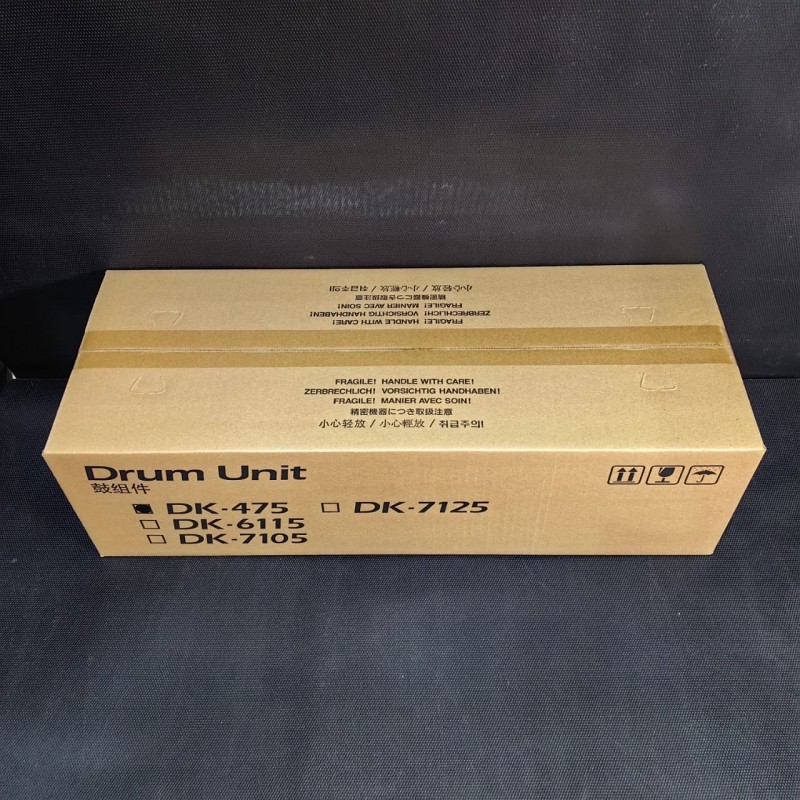 小心轻放 / 小心輕放 / 취급주의!
精密機器につき取扱注意
FRAGILE! MANIER AVEC SOIN!
ZERBRECHLICH! VORSICHTIG HANDHABEN!
FRAGILE! HANDLE WITH CARE!
FRAGILE! HANDLE WITH CARE!
ZERBRECHLICH! VORSICHTIG HANDHABEN!
FRAGILE! MANIER AVEC SOIN!
精密機器につき取扱注意
小心轻放 / 小心輕放 / 취급주의!
Drum Unit
鼓组件
DK-475 DK-7125
DK-6115
DK-7105